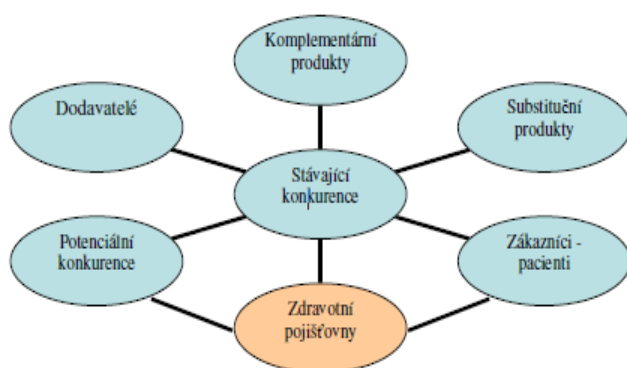 Komplementární
produkty
Dodavatelé
Substituční
produkty
Stávající
konkurence
Potenciální
konkurence
Zákazníci -
pacienti
Zdravotní
pojišťovny